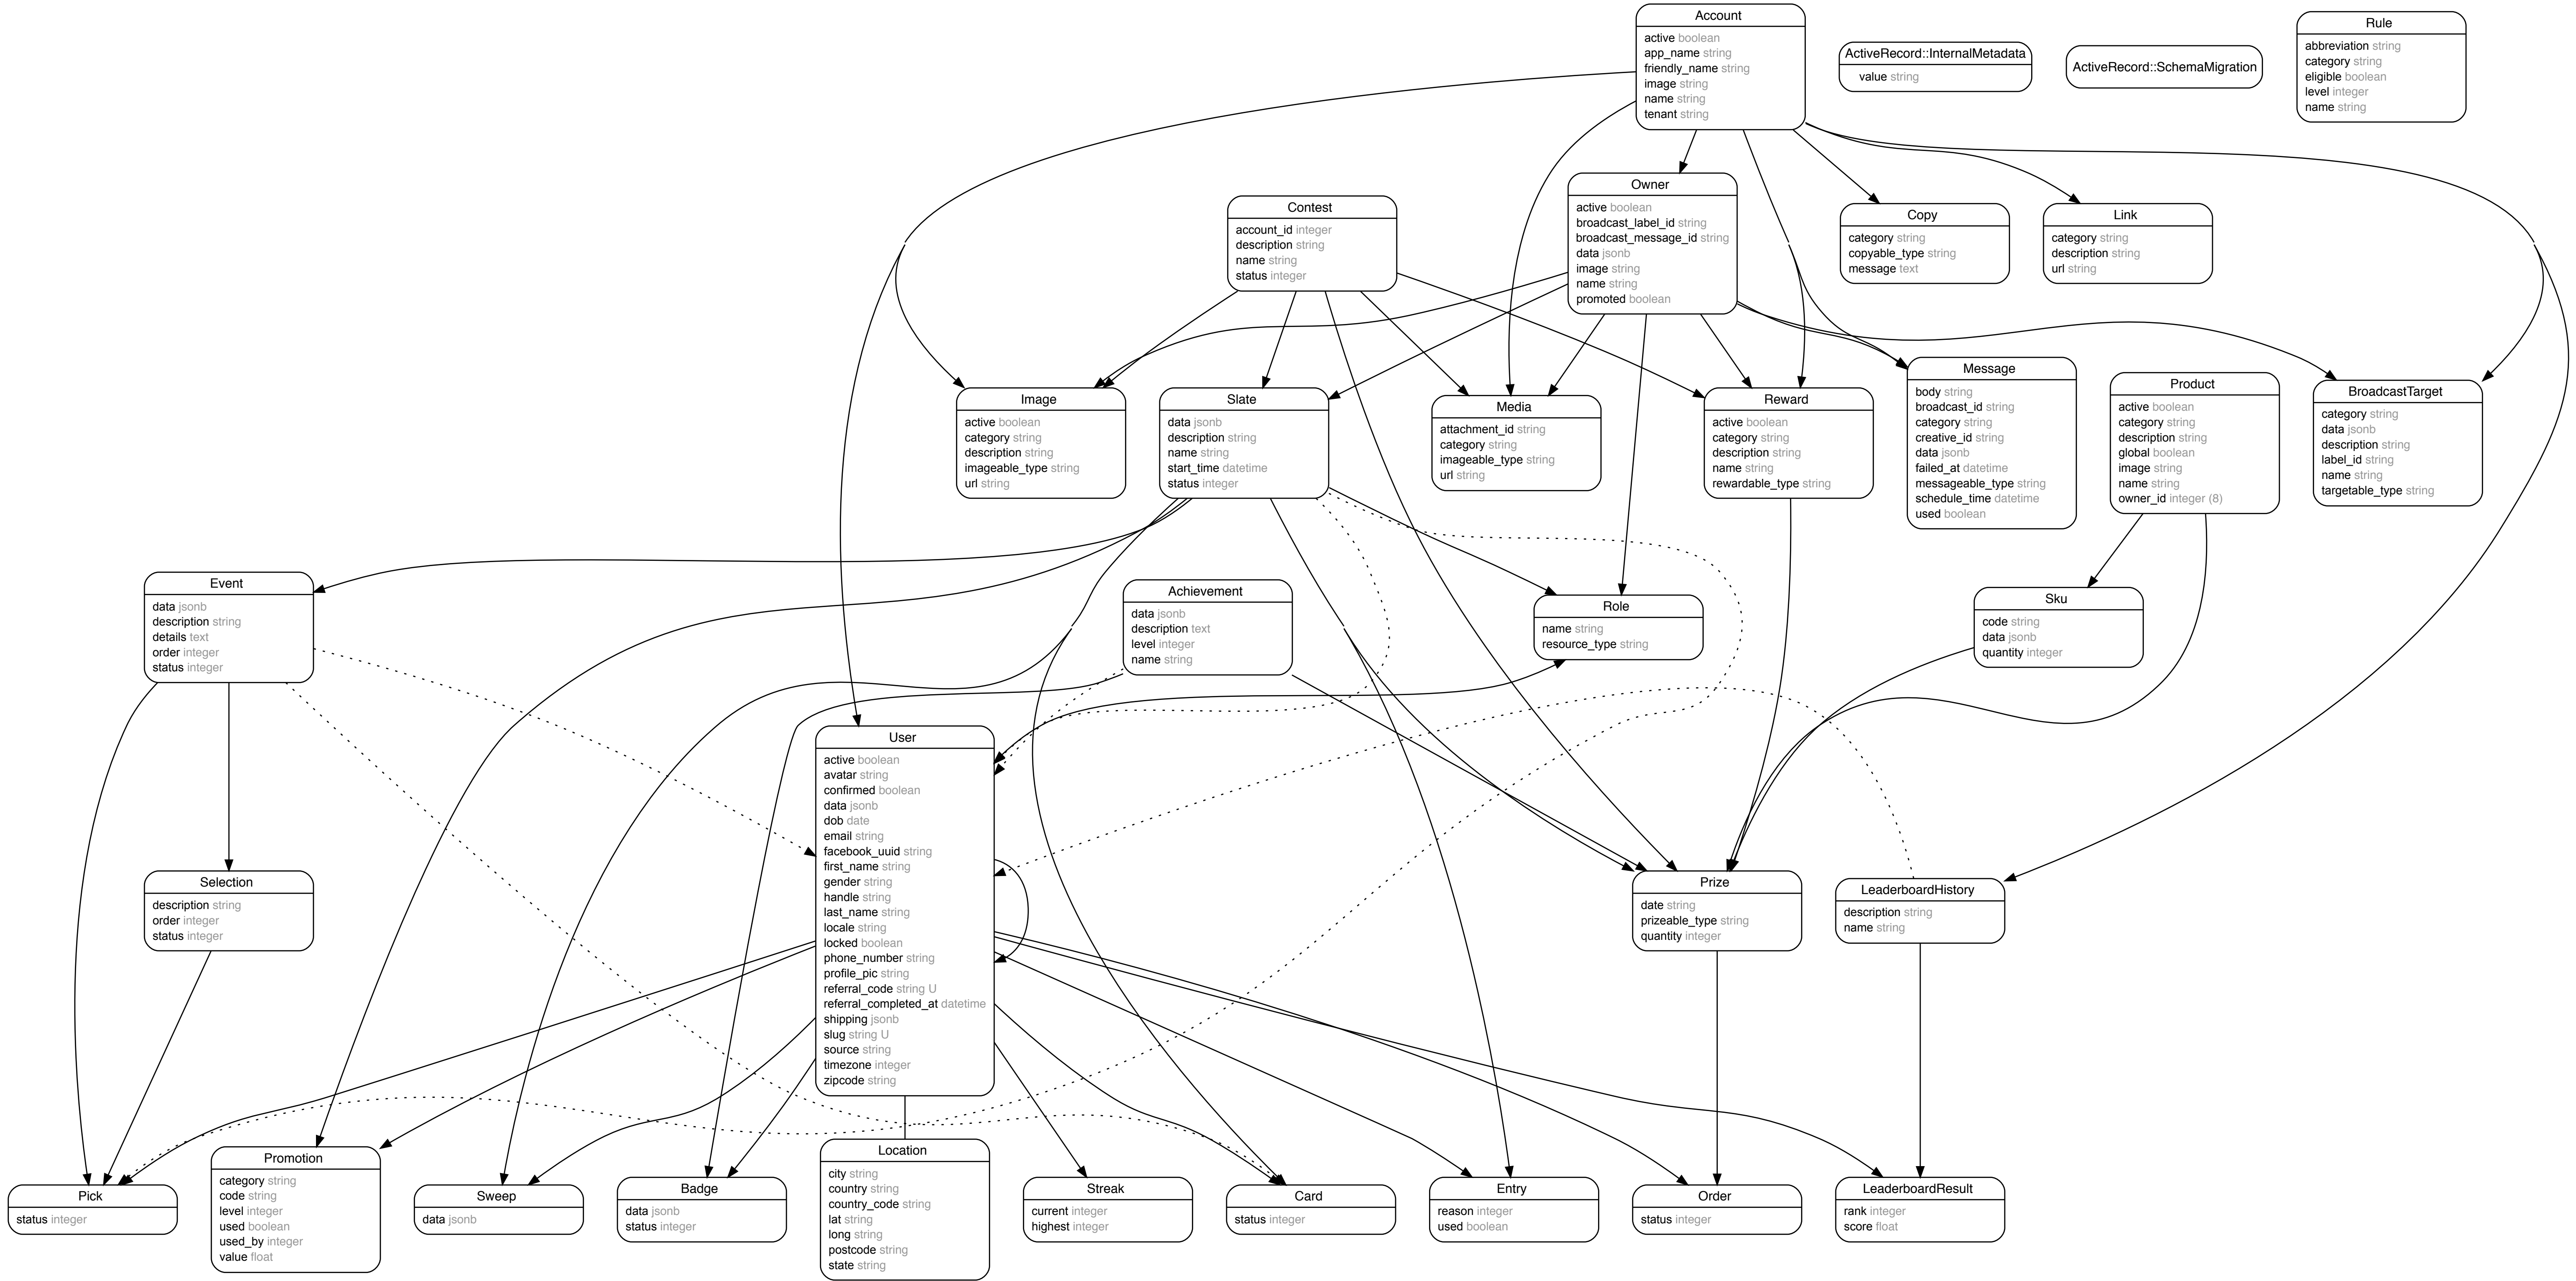 Account
active boolean
app_name string
friendly_name string
image string
name string
tenant string
ActiveRecord::InternalMetadata
value string
ActiveRecord::SchemaMigration
Rule
abbreviation string
category string
eligible boolean
level integer
name string
Contest
account_id integer
description string
name string
status integer
Owner
active boolean
broadcast_label_id string
broadcast_message_id string
data jsonb
image string
name string
promoted boolean
Copy
category string
copyable_type string
message text
Link
category string
description string
url string
Image
active boolean
category string
description string
imageable_type string
url string
Slate
data jsonb
description string
name string
start_time datetime
status integer
Media
attachment_id string
category string
imageable_type string
url string
Reward
active boolean
category string
description string
name string
rewardable_type string
Message
body string
broadcast_id string
category string
creative_id string
data jsonb
failed_at datetime
messageable_type string
schedule_time datetime
used boolean
Product
active boolean
category string
description string
global boolean
image string
name string
owner_id integer (8)
BroadcastTarget
category string
data jsonb
description string
label_id string
name string
targetable_type string
Event
data jsonb
description string
details text
order integer
status integer
Achievement
data jsonb
description text
level integer
name string
Role
name string
resource_type string
Sku
code string
data jsonb
quantity integer
User
active boolean
avatar string
confirmed boolean
data jsonb
dob date
email string
facebook_uuid string
first_name string
gender string
handle string
last_name string
locale string
locked boolean
phone_number string
profile_pic string
referral_code string U
referral_completed_at datetime
shipping jsonb
slug string U
source string
timezone integer
zipcode string
Selection
description string
order integer
status integer
Prize
date string
prizeable_type string
quantity integer
LeaderboardHistory
description string
name string
Pick
status integer
Promotion
category string
code string
level integer
used boolean
used_by integer
value float
Sweep
data jsonb
Badge
data jsonb
status integer
Location
city string
country string
country_code string
lat string
long string
postcode string
state string
Streak
current integer
highest integer
Card
status integer
Entry
reason integer
used boolean
Order
status integer
LeaderboardResult
rank integer
score float